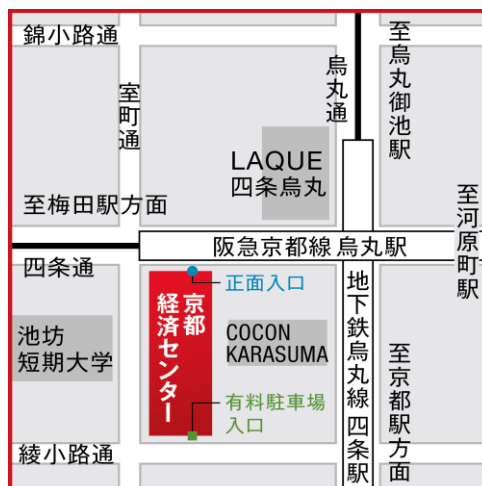 錦小路通
室町通
烏丸通
至烏丸御池駅
LAQUE
四条烏丸
至梅田駅方面
至河原町駅
阪急京都線 烏丸駅
四条通
正面入口
京都
経済センター
地下鉄烏丸線 四条駅
池坊
短期大学
COCON
KARASUMA
至京都駅方面
有料駐車場
入口
綾小路通